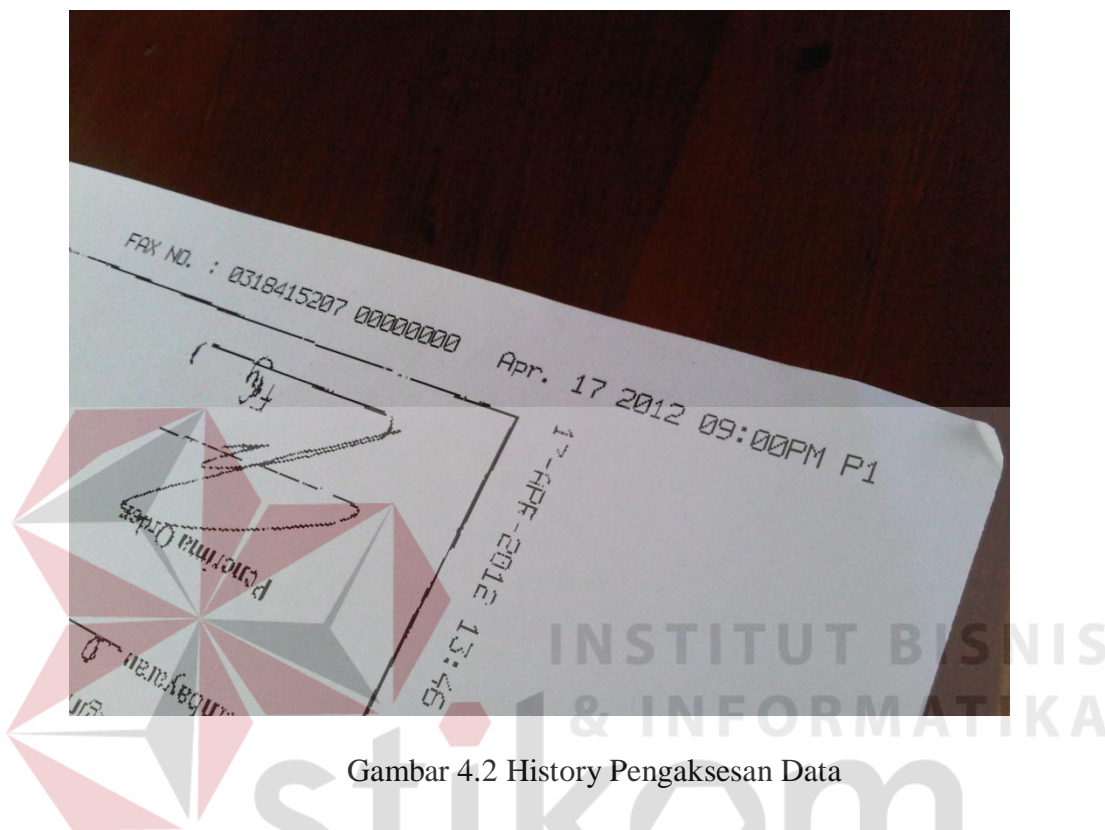 FAX NO. : 0318415207 00000000 Apr. 17 2012 09:00PM P1
17-APR-2012 13:46
Penerima Order
INSTITUT BISNIS
& INFORMATIKA
stikom
Gambar 4.2 History Pengaksesan Data